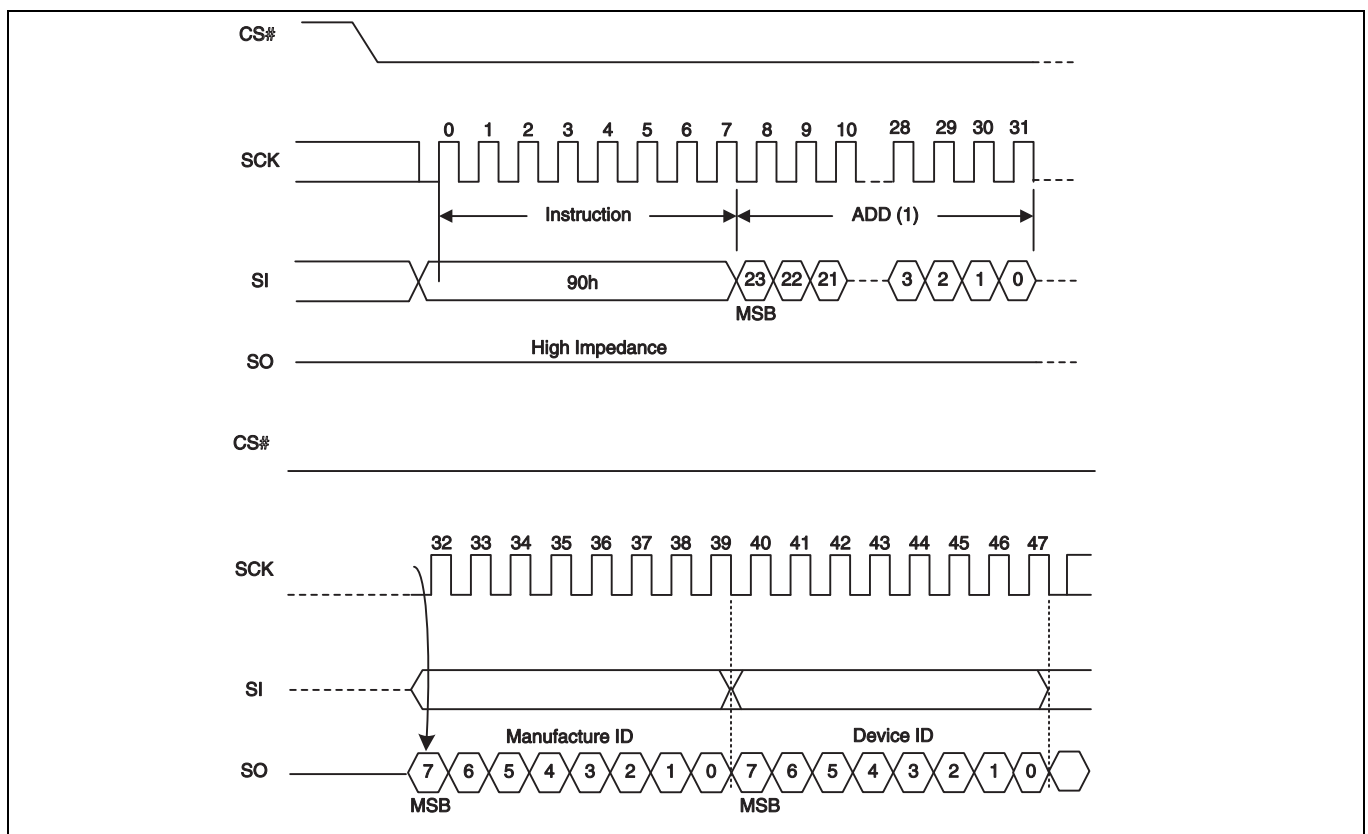 CS#
0 1 2 3 4 5 6 7 8 9 10 28 29 30 31
SCK
Instruction ADD (1)
SI 90h 23 22 21 3 2 1 0
MSB
High Impedance
SO
CS#
32 33 34 35 36 37 38 39 40 41 42 43 44 45 46 47
SCK
SI
Manufacture ID Device ID
SO 7 6 5 4 3 2 1 0 7 6 5 4 3 2 1 0
MSB MSB